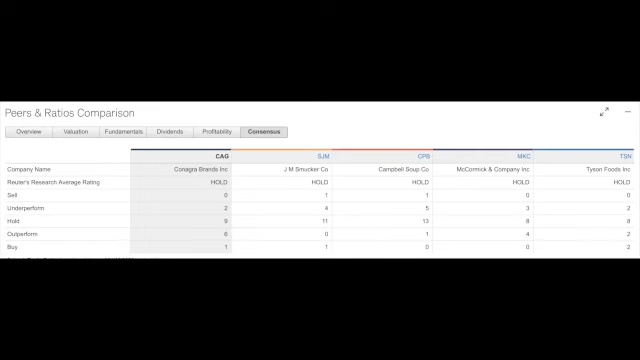 Peers & Ratios Comparison
Overview Valuation Fundamentals Dividends Profitability Consensus
CAG SJM CPB MKC TSN
Company Name Conagra Brands Inc J M Smucker Co Campbell Soup Co McCormick & Company Inc Tyson Foods Inc
Reuter's Research Average Rating HOLD HOLD HOLD HOLD HOLD
Sell 0 1 1 0 0
Underperform 2 4 5 3 2
Hold 9 11 13 8 8
Outperform 6 0 1 4 2
Buy 1 1 0 0 2